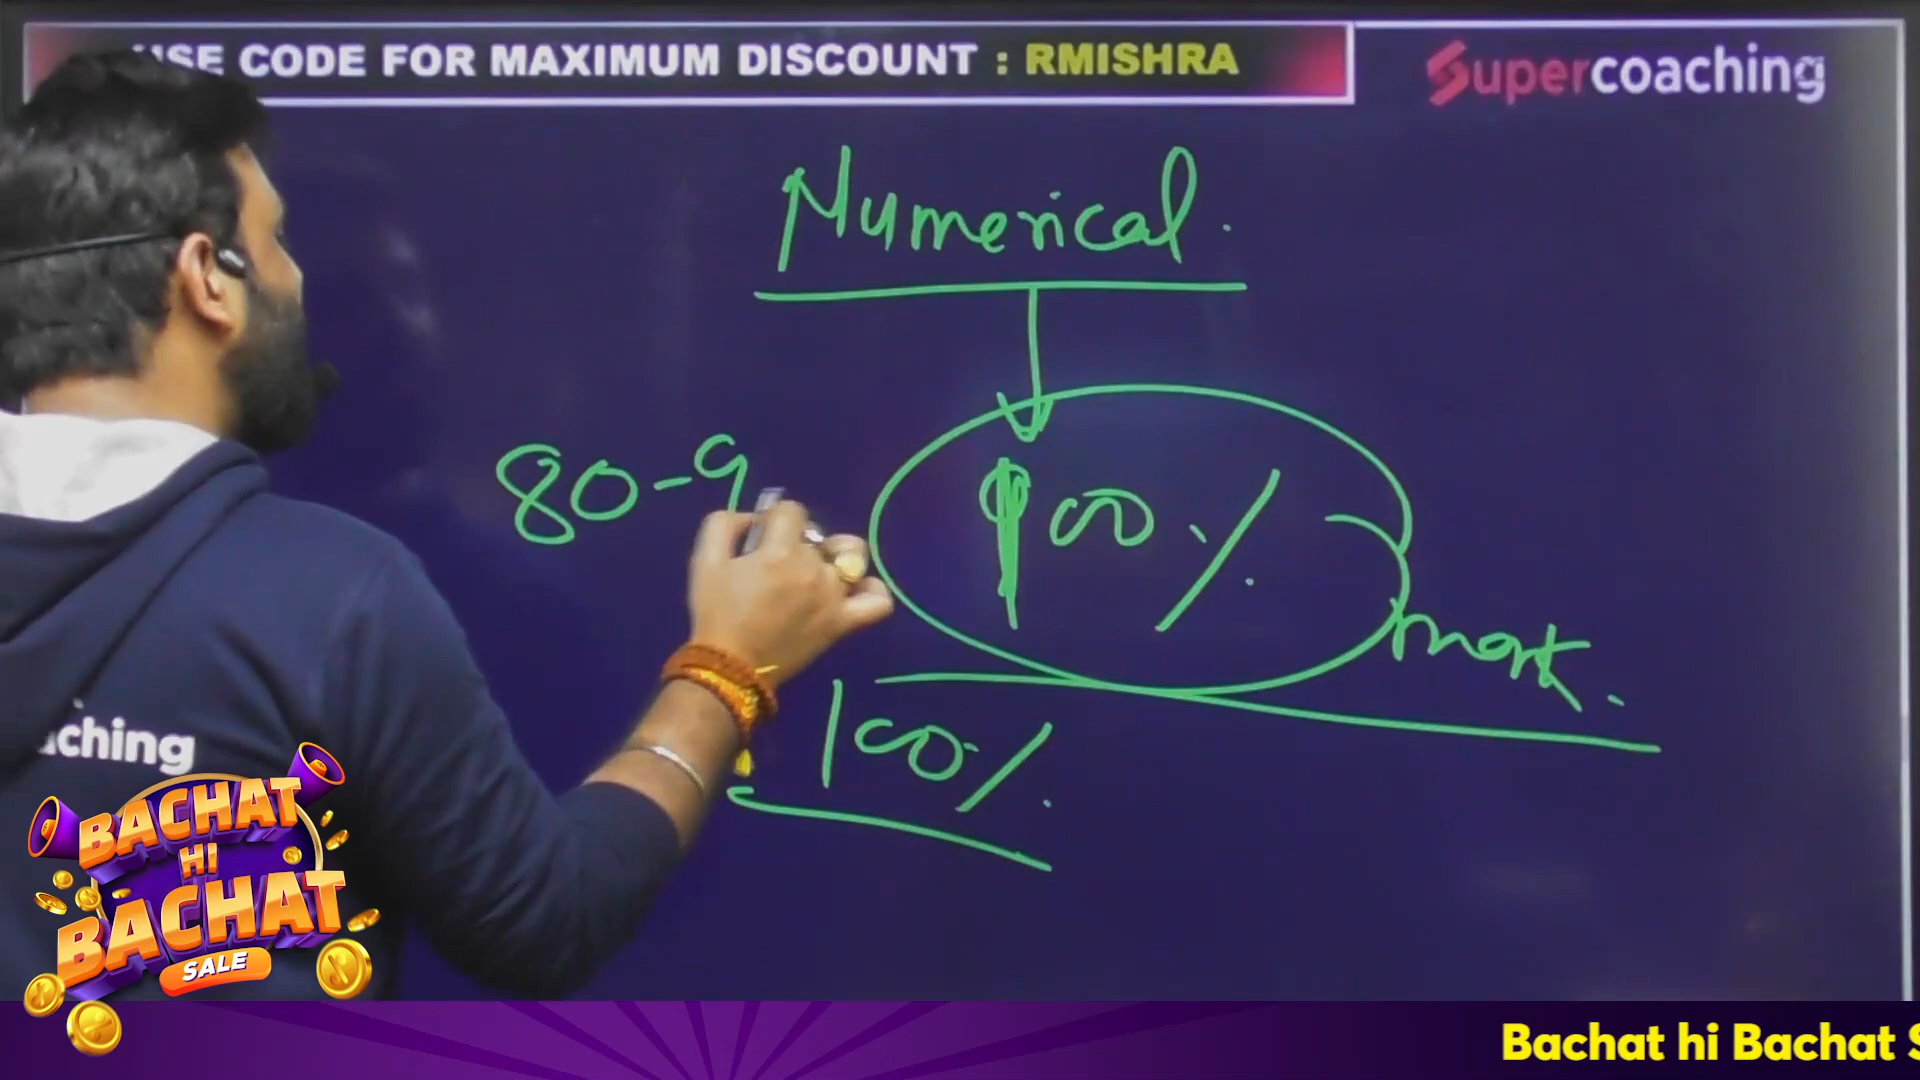 USE CODE FOR MAXIMUM DISCOUNT : RMISHRA
Supercoaching
Numerical.
80-9
100%
mark.
100%
aching
BACHAT
HI
BACHAT
SALE
Bachat hi Bachat S